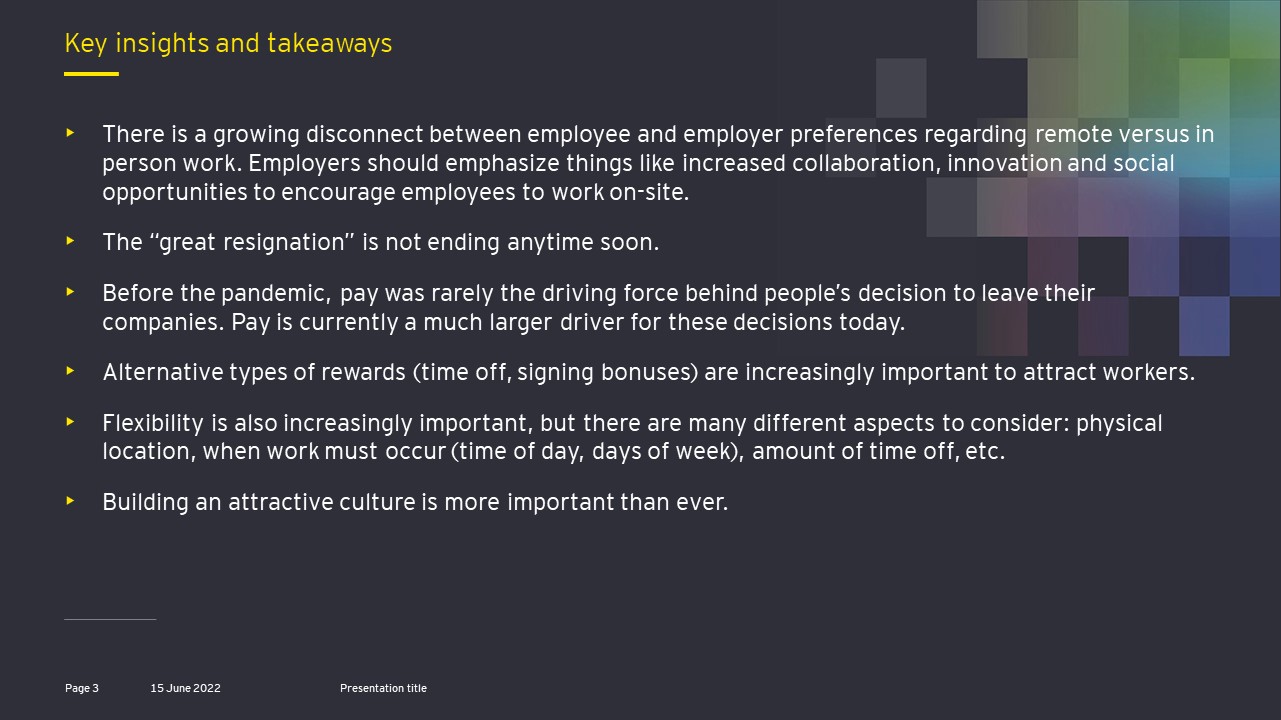 Key insights and takeaways
There is a growing disconnect between employee and employer preferences regarding remote versus in
person work. Employers should emphasize things like increased collaboration, innovation and social
opportunities to encourage employees to work on-site.
The “great resignation” is not ending anytime soon.
Before the pandemic, pay was rarely the driving force behind people’s decision to leave their
companies. Pay is currently a much larger driver for these decisions today.
Alternative types of rewards (time off, signing bonuses) are increasingly important to attract workers.
Flexibility is also increasingly important, but there are many different aspects to consider: physical
location, when work must occur (time of day, days of week), amount of time off, etc.
Building an attractive culture is more important than ever.
Page 3 15 June 2022 Presentation title